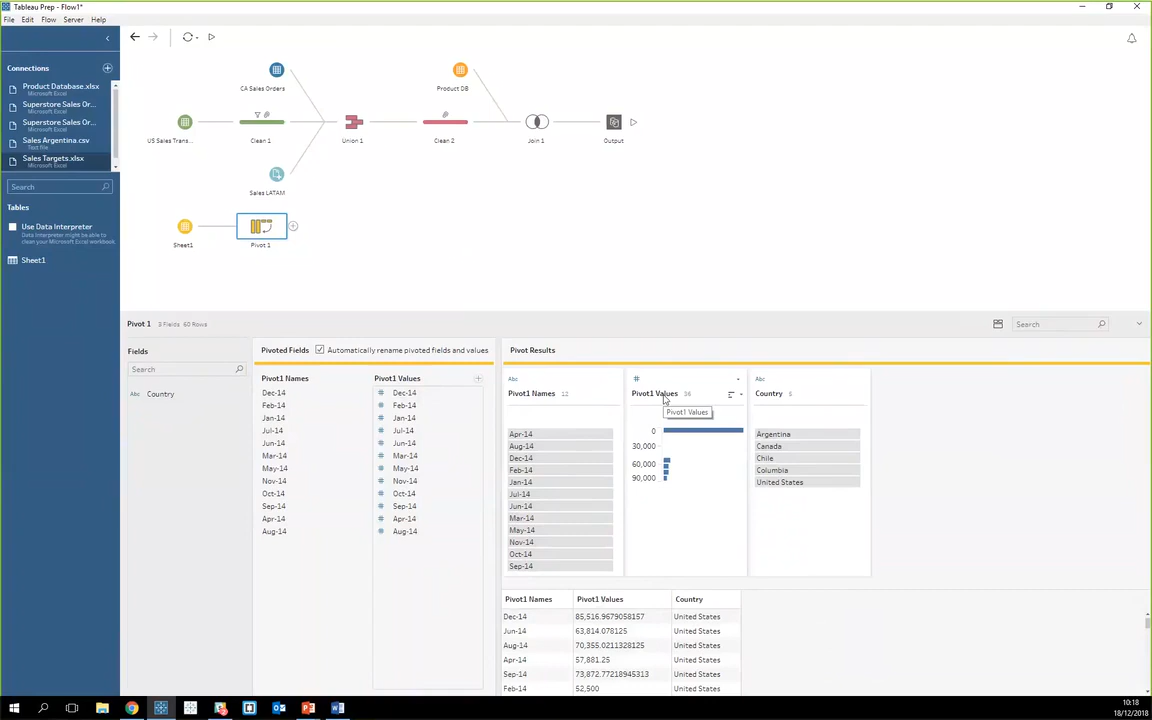 Tableau Prep - Flow1*
File Edit Flow Server Help
Connections
Product Database.xlsx
Microsoft Excel
Superstore Sales Or...
Microsoft Excel
Superstore Sales Or...
Microsoft Excel
Sales Argentina.csv
Text file
Sales Targets.xlsx
Microsoft Excel
Search
Tables
Use Data Interpreter
Data Interpreter might be able to
clean your Microsoft Excel workbook.
Sheet1
CA Sales Orders
Product DB
US Sales Trans...
Clean 1
Union 1
Clean 2
Join 1
Output
Sales LATAM
Sheet1
Pivot 1
Pivot 1 3 Fields 60 Rows
Search
Fields
Search
Abc Country
Pivoted Fields Automatically rename pivoted fields and values
Pivot1 Names Pivot1 Values
Dec-14 # Dec-14
Feb-14 # Feb-14
Jan-14 # Jan-14
Jul-14 # Jul-14
Jun-14 # Jun-14
Mar-14 # Mar-14
May-14 # May-14
Nov-14 # Nov-14
Oct-14 # Oct-14
Sep-14 # Sep-14
Apr-14 # Apr-14
Aug-14 # Aug-14
Pivot Results
Abc
Pivot1 Names 12
Apr-14
Aug-14
Dec-14
Feb-14
Jan-14
Jul-14
Jun-14
Mar-14
May-14
Nov-14
Oct-14
Sep-14
#
Pivot1 Values 36
Pivot1 Values
0
30,000
60,000
90,000
Abc
Country 5
Argentina
Canada
Chile
Columbia
United States
Pivot1 Names Pivot1 Values Country
Dec-14 85,516.9679058157 United States
Jun-14 63,814.078125 United States
Aug-14 70,355.0211328125 United States
Apr-14 57,881.25 United States
Sep-14 73,872.77218945313 United States
Feb-14 52,500 United States
10:18
18/12/2018